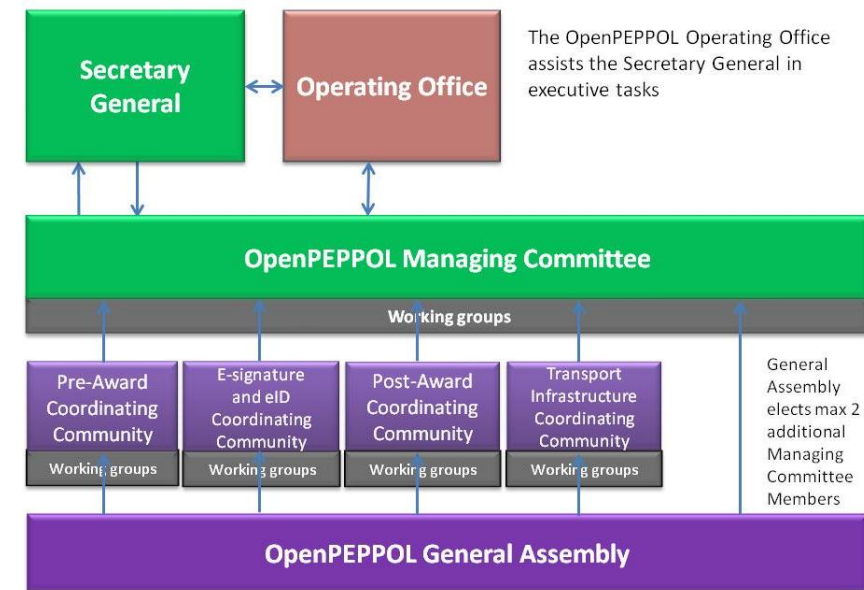 Secretary
General
Operating Office
The OpenPEPPOL Operating Office
assists the Secretary General in
executive tasks
OpenPEPPOL Managing Committee
Working groups
Pre-Award
Coordinating
Community
Working groups
E-signature
and eID
Coordinating
Community
Working groups
Post-Award
Coordinating
Community
Working groups
Transport
Infrastructure
Coordinating
Community
Working groups
General
Assembly
elects max 2
additional
Managing
Committee
Members
OpenPEPPOL General Assembly